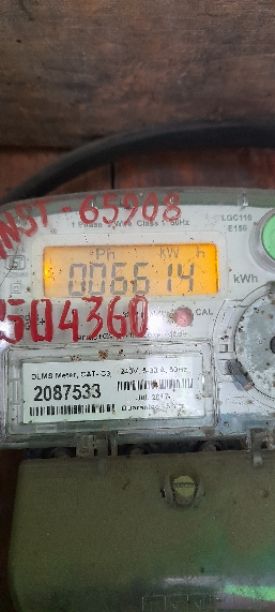 INST-65908
LGC110
E150
1 Phase 2 Wire Class 1 50Hz
Ph kW h
006614
kWh
504360
CAL
DLMS Meter, CAT- C3,
240V, 5-30 A, 50Hz
2087533